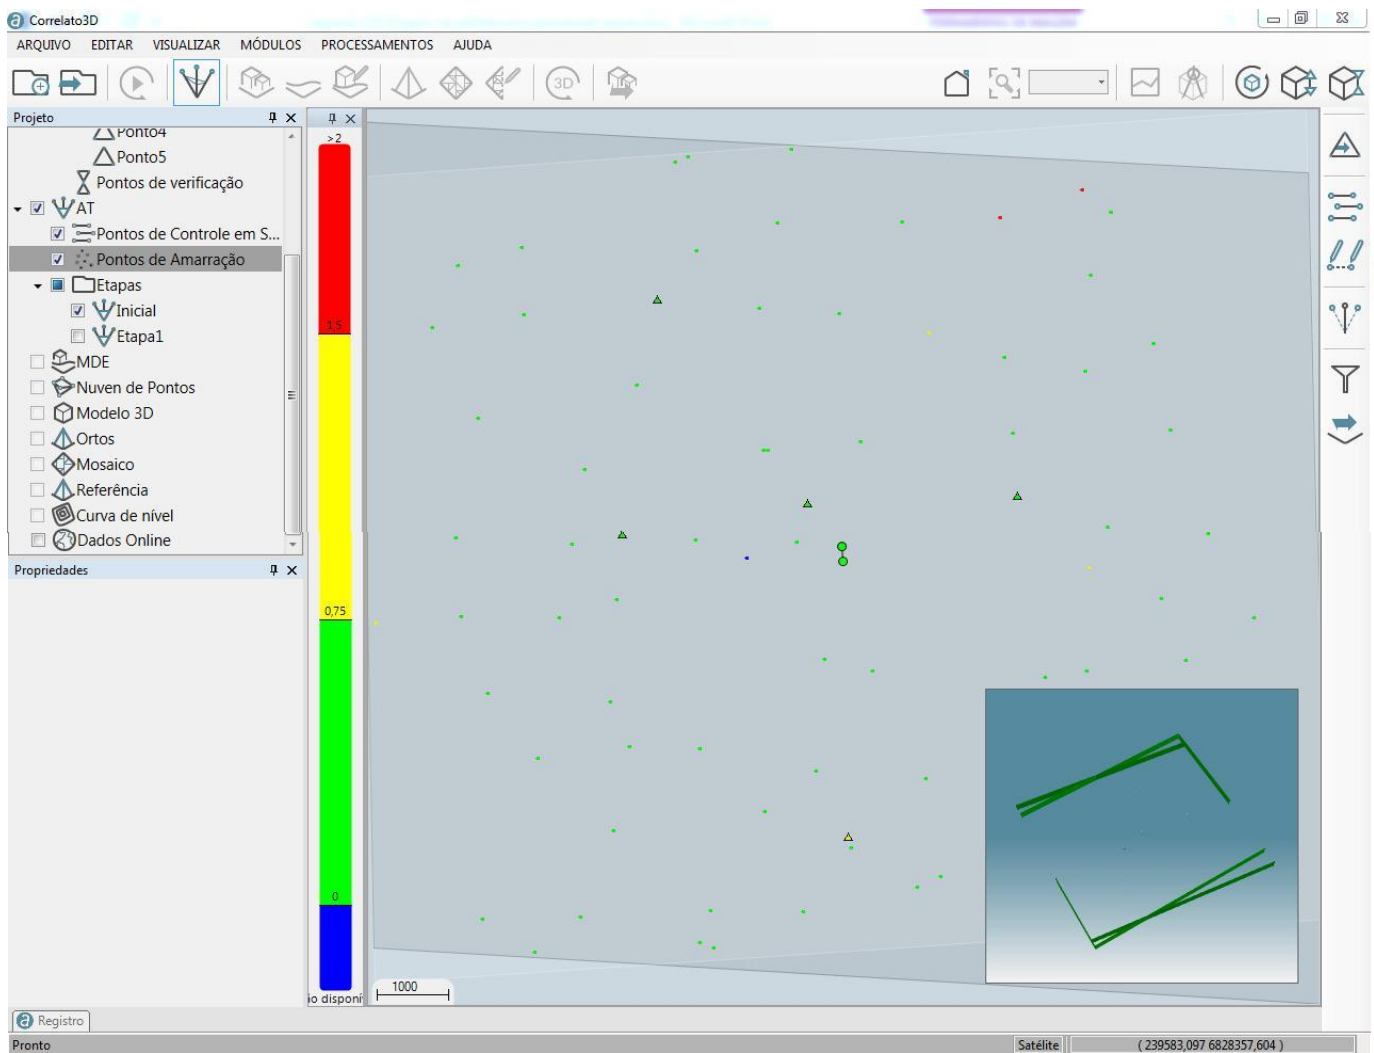 Correlato3D
ARQUIVO EDITAR VISUALIZAR MÓDULOS PROCESSAMENTOS AJUDA
3D
Projeto
Ponto4
Ponto5
Pontos de verificação
AT
Pontos de Controle em S...
Pontos de Amarração
Etapas
Inicial
Etapa1
MDE
Nuven de Pontos
Modelo 3D
Ortos
Mosaico
Referência
Curva de nível
Dados Online
Propriedades
>2
1,5
0,75
0
io disponí
1000
Registro
Pronto
Satélite
( 239583,097 6828357,604 )